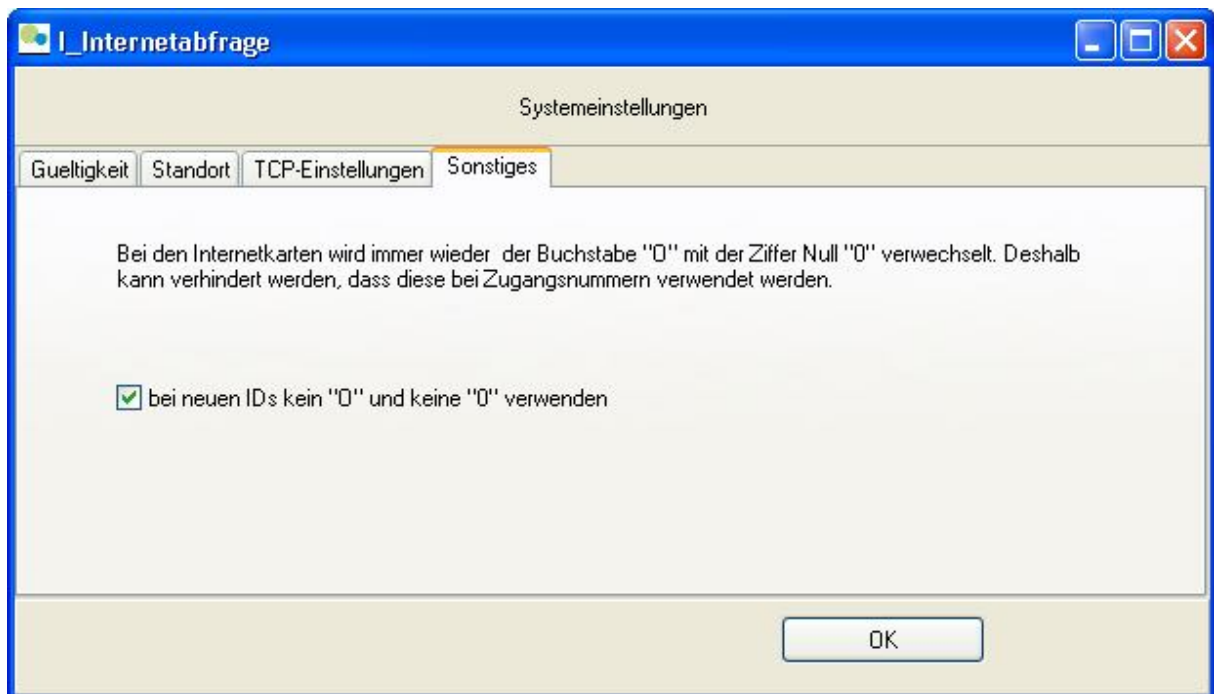 I_Internetabfrage
Systemeinstellungen
Gueltigkeit Standort TCP-Einstellungen Sonstiges
Bei den Internetkarten wird immer wieder der Buchstabe "O" mit der Ziffer Null "0" verwechselt. Deshalb
kann verhindert werden, dass diese bei Zugangsnummern verwendet werden.
bei neuen IDs kein "O" und keine "0" verwenden
OK